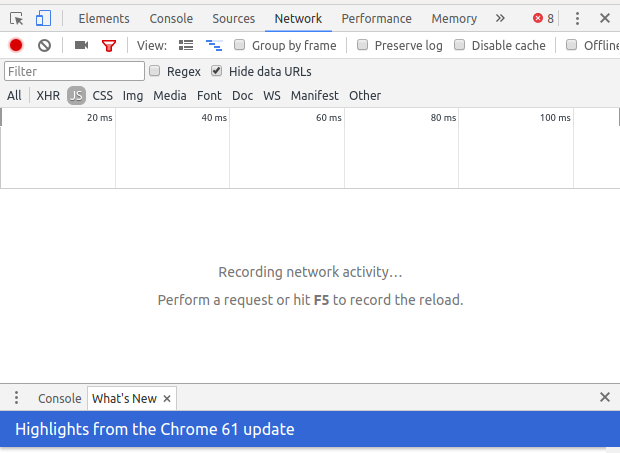 Elements Console Sources Network Performance Memory » 8
View: Group by frame Preserve log Disable cache Offline
Filter Regex Hide data URLs
All XHR JS CSS Img Media Font Doc WS Manifest Other
20 ms 40 ms 60 ms 80 ms 100 ms
Recording network activity…
Perform a request or hit F5 to record the reload.
Console What's New
Highlights from the Chrome 61 update